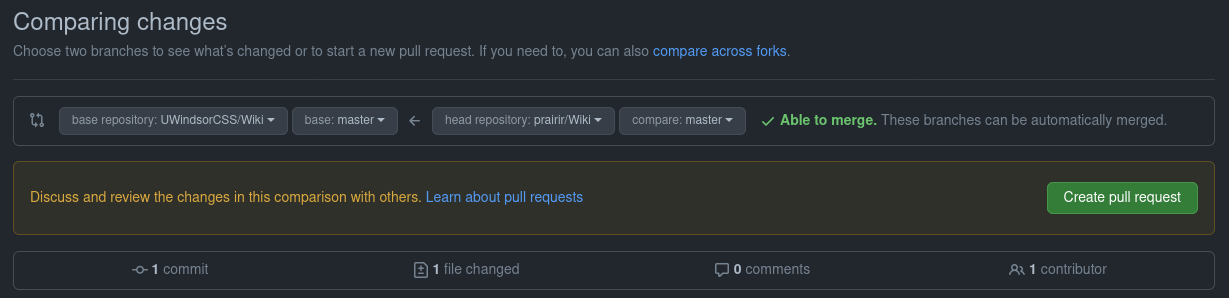 Comparing changes
Choose two branches to see what's changed or to start a new pull request. If you need to, you can also compare across forks.
base repository: UWindsorCSS/Wiki base: master head repository: prairir/Wiki compare: master Able to merge. These branches can be automatically merged.
Discuss and review the changes in this comparison with others. Learn about pull requests Create pull request
1 commit 1 file changed 0 comments 1 contributor